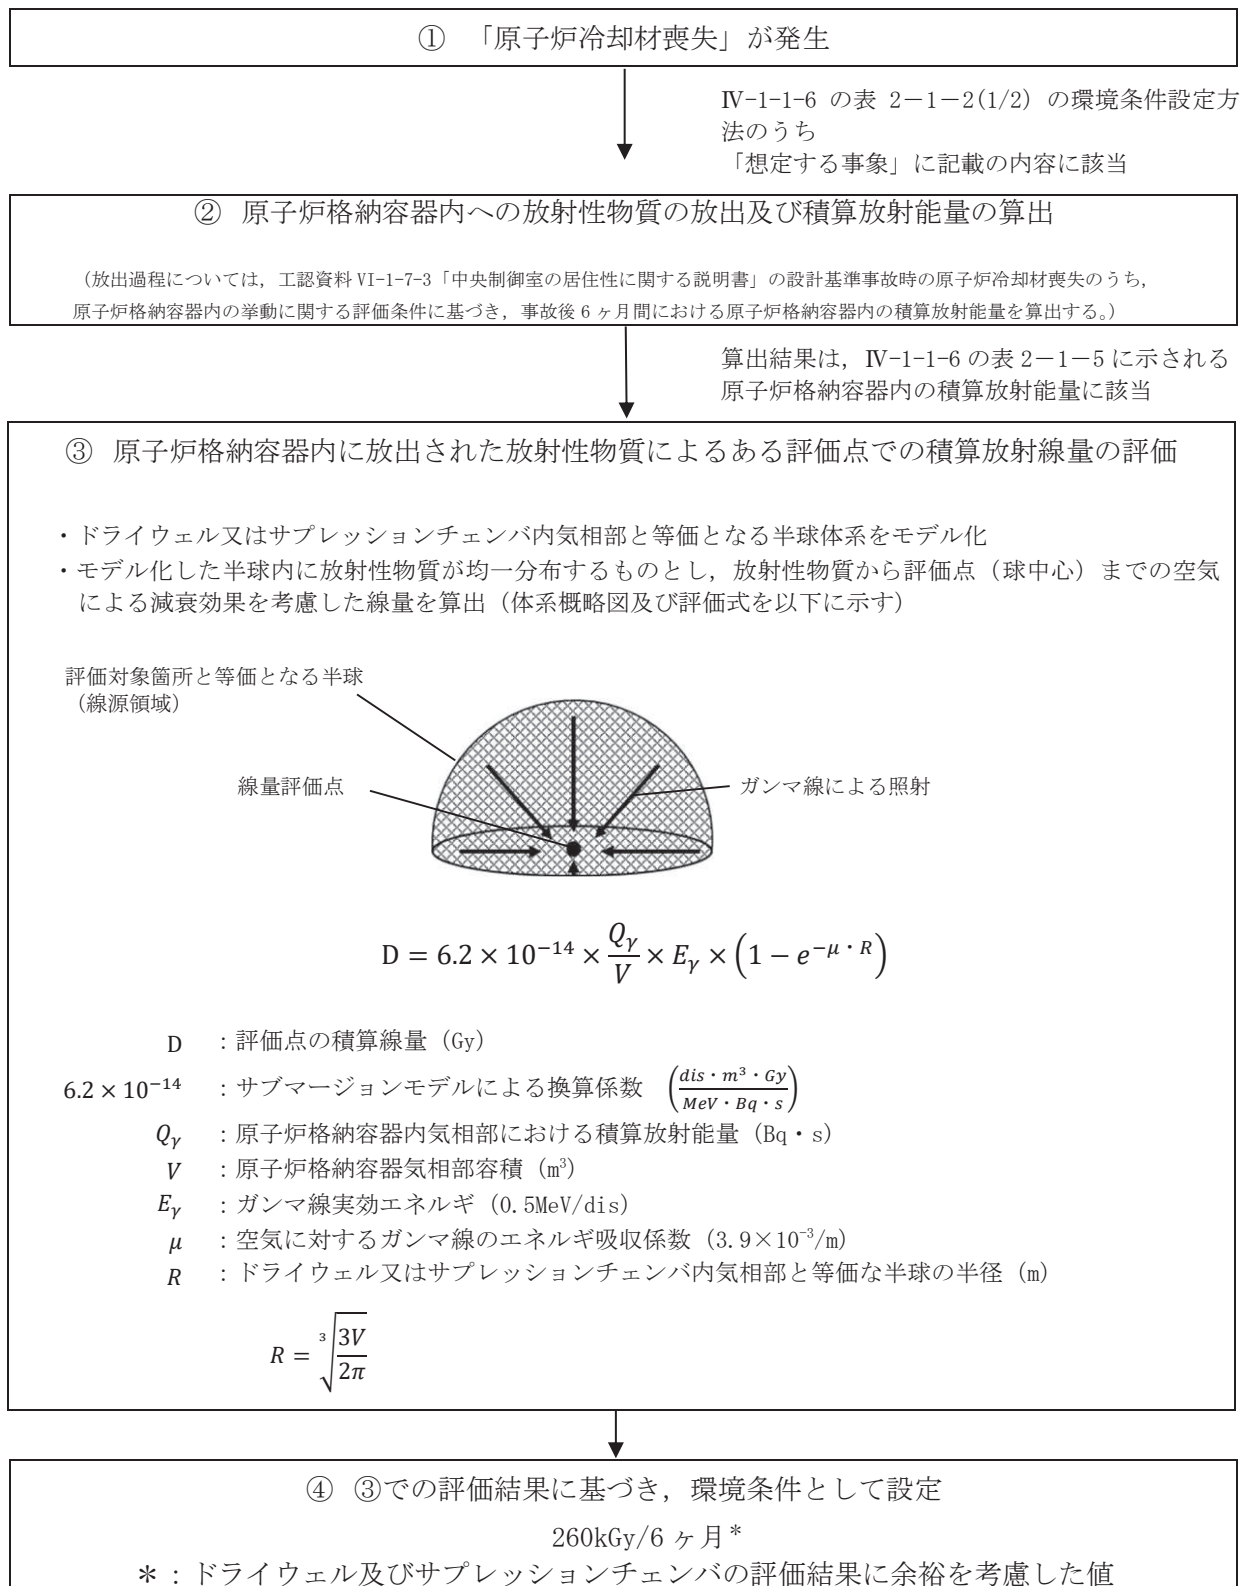 ① 「原子炉冷却材喪失」が発生
Ⅳ-1-1-6 の表 2－1－2(1/2) の環境条件設定方
法のうち
「想定する事象」に記載の内容に該当
② 原子炉格納容器内への放射性物質の放出及び積算放射能量の算出
（放出過程については，工認資料 VI-1-7-3「中央制御室の居住性に関する説明書」の設計基準事故時の原子炉冷却材喪失のうち，
原子炉格納容器内の挙動に関する評価条件に基づき，事故後 6 ヶ月間における原子炉格納容器内の積算放射能量を算出する。）
算出結果は，Ⅳ-1-1-6 の表 2－1－5 に示される
原子炉格納容器内の積算放射能量に該当
③ 原子炉格納容器内に放出された放射性物質によるある評価点での積算放射線量の評価
・ドライウェル又はサプレッションチェンバ内気相部と等価となる半球体系をモデル化
・モデル化した半球内に放射性物質が均一分布するものとし，放射性物質から評価点（球中心）までの空気
による減衰効果を考慮した線量を算出（体系概略図及び評価式を以下に示す）
評価対象箇所と等価となる半球
（線源領域）
線量評価点
ガンマ線による照射
D = 6.2 × 10⁻¹⁴ × Qγ/V × Eγ × (1 − e^(−μ・R))
D ：評価点の積算線量（Gy）
6.2 × 10⁻¹⁴ ：サブマージョンモデルによる換算係数 (dis・m³・Gy / MeV・Bq・s)
Qγ ：原子炉格納容器内気相部における積算放射能量（Bq・s）
V ：原子炉格納容器気相部容積（m³）
Eγ ：ガンマ線実効エネルギ（0.5MeV/dis）
μ ：空気に対するガンマ線のエネルギ吸収係数（3.9×10⁻³/m）
R ：ドライウェル又はサプレッションチェンバ内気相部と等価な半球の半径（m）
R = ³√(3V/2π)
④ ③での評価結果に基づき，環境条件として設定
260kGy/6 ヶ月＊
＊：ドライウェル及びサプレッションチェンバの評価結果に余裕を考慮した値